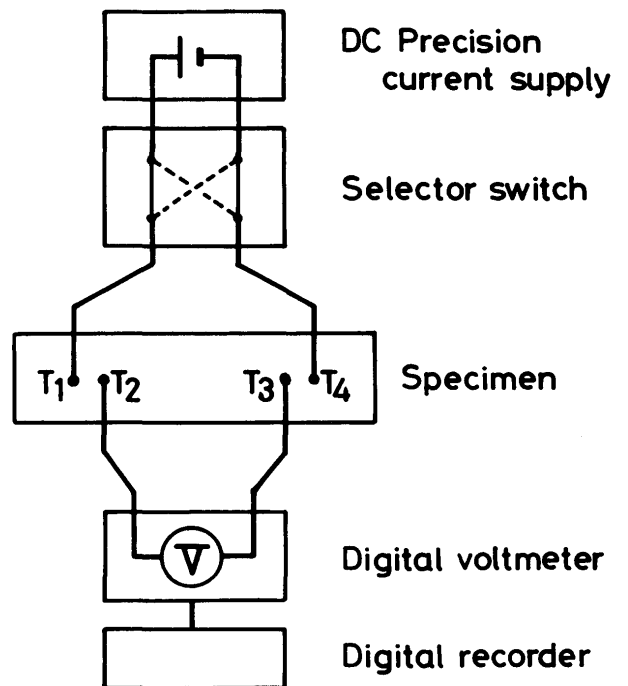 DC Precision
current supply
Selector switch
T1 T2 T3 T4 Specimen
V
Digital voltmeter
Digital recorder